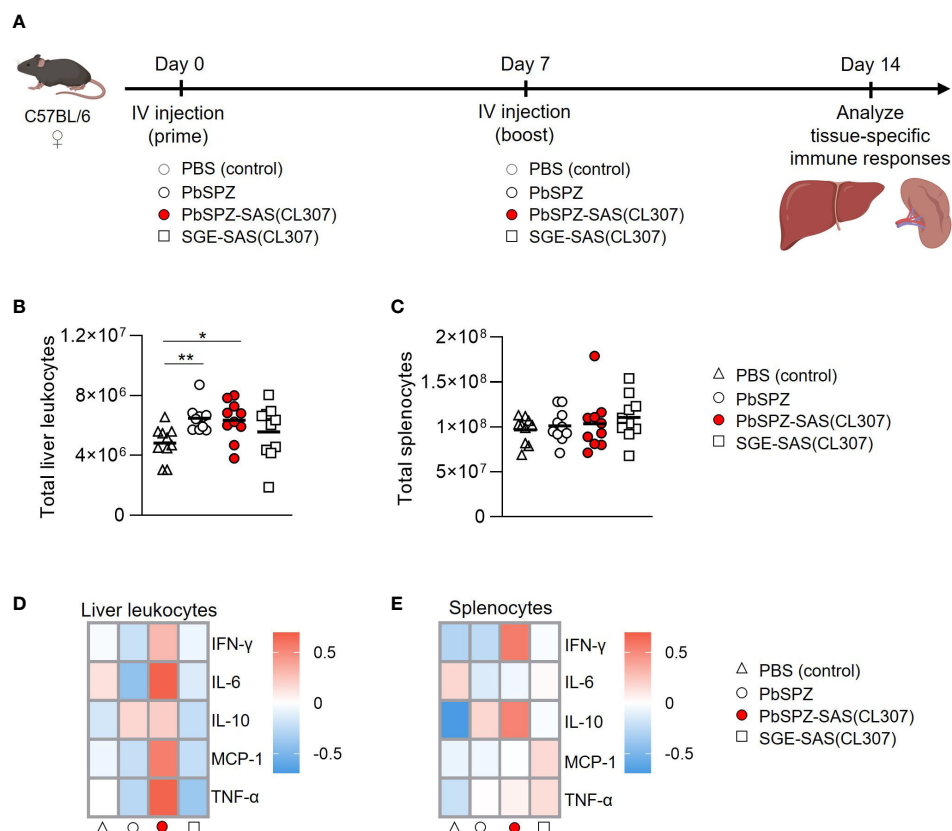 A
Day 0
Day 7
Day 14
C57BL/6
♀
IV injection
(prime)
PBS (control)
PbSPZ
PbSPZ-SAS(CL307)
SGE-SAS(CL307)
IV injection
(boost)
PBS (control)
PbSPZ
PbSPZ-SAS(CL307)
SGE-SAS(CL307)
Analyze
tissue-specific
immune responses
B
Total liver leukocytes
1.2×10⁷
8×10⁶
4×10⁶
0
*
**
C
Total splenocytes
2×10⁸
1.5×10⁸
1×10⁸
5×10⁷
0
PBS (control)
PbSPZ
PbSPZ-SAS(CL307)
SGE-SAS(CL307)
D
Liver leukocytes
IFN-γ
IL-6
IL-10
MCP-1
TNF-α
0.5
0
-0.5
E
Splenocytes
IFN-γ
IL-6
IL-10
MCP-1
TNF-α
0.5
0
-0.5
PBS (control)
PbSPZ
PbSPZ-SAS(CL307)
SGE-SAS(CL307)